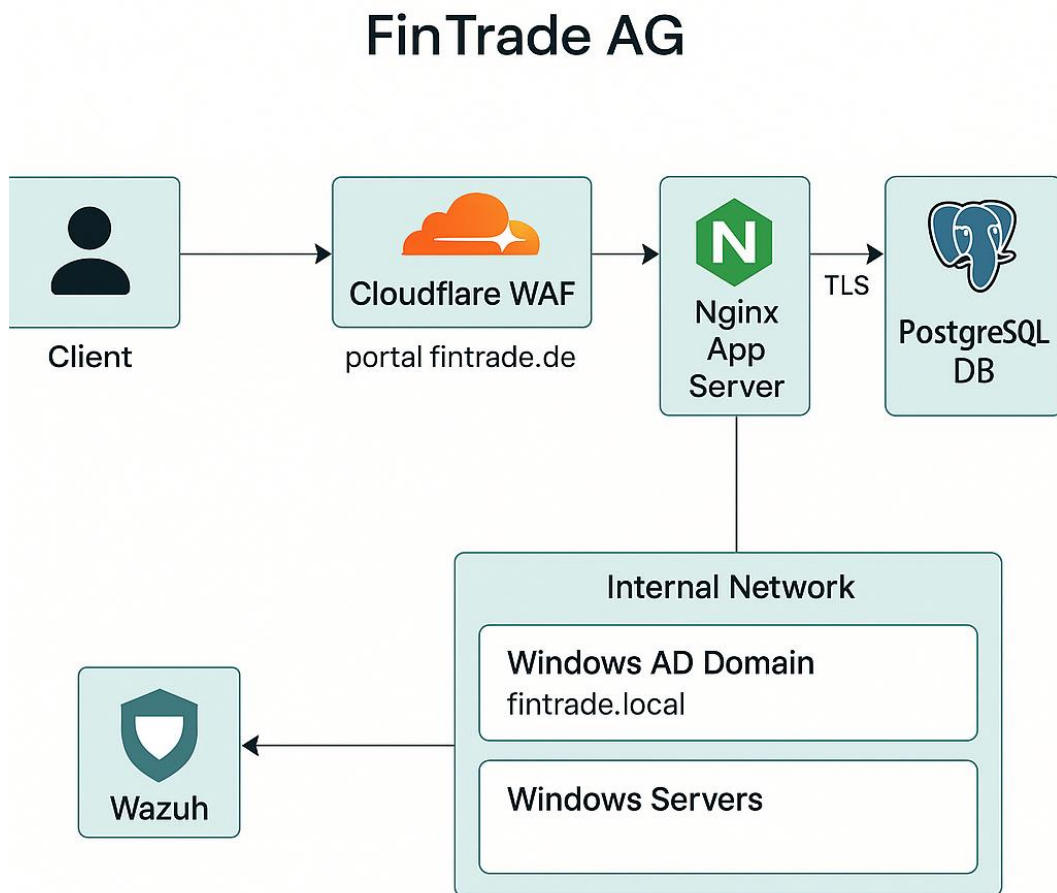 FinTrade AG
Client
Cloudflare WAF
portal fintrade.de
N
Nginx
App
Server
TLS
PostgreSQL
DB
Internal Network
Windows AD Domain
fintrade.local
Windows Servers
Wazuh